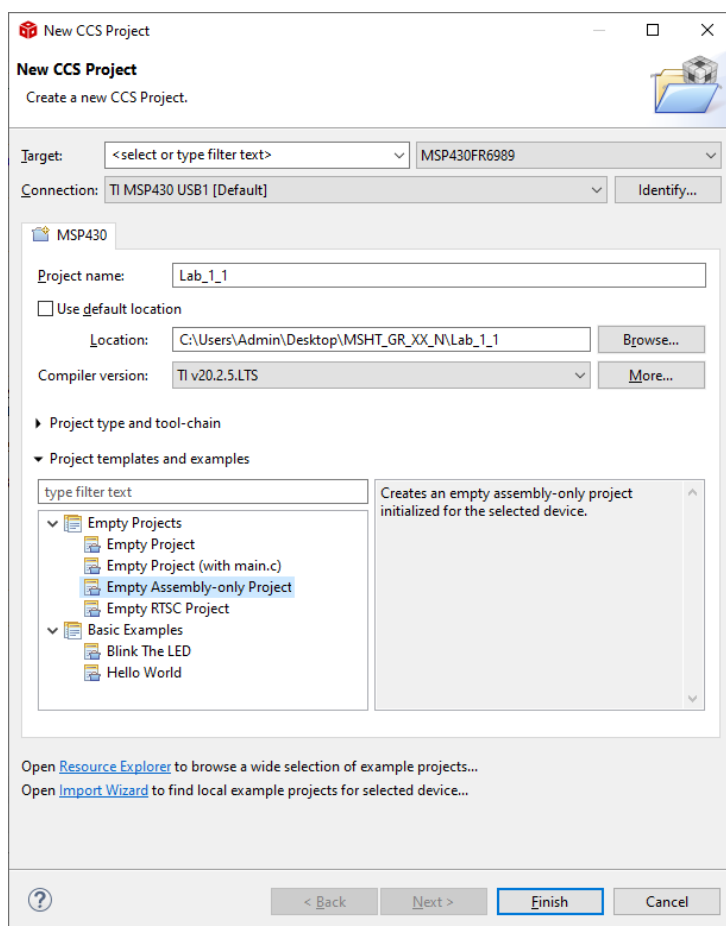 New CCS Project
New CCS Project
Create a new CCS Project.
Target: <select or type filter text> MSP430FR6989
Connection: TI MSP430 USB1 [Default] Identify...
MSP430
Project name: Lab_1_1
Use default location
Location: C:\Users\Admin\Desktop\MSHT_GR_XX_N\Lab_1_1 Browse...
Compiler version: TI v20.2.5.LTS More...
Project type and tool-chain
Project templates and examples
type filter text
Empty Projects
Empty Project
Empty Project (with main.c)
Empty Assembly-only Project
Empty RTSC Project
Basic Examples
Blink The LED
Hello World
Creates an empty assembly-only project
initialized for the selected device.
Open Resource Explorer to browse a wide selection of example projects...
Open Import Wizard to find local example projects for selected device...
? < Back Next > Finish Cancel